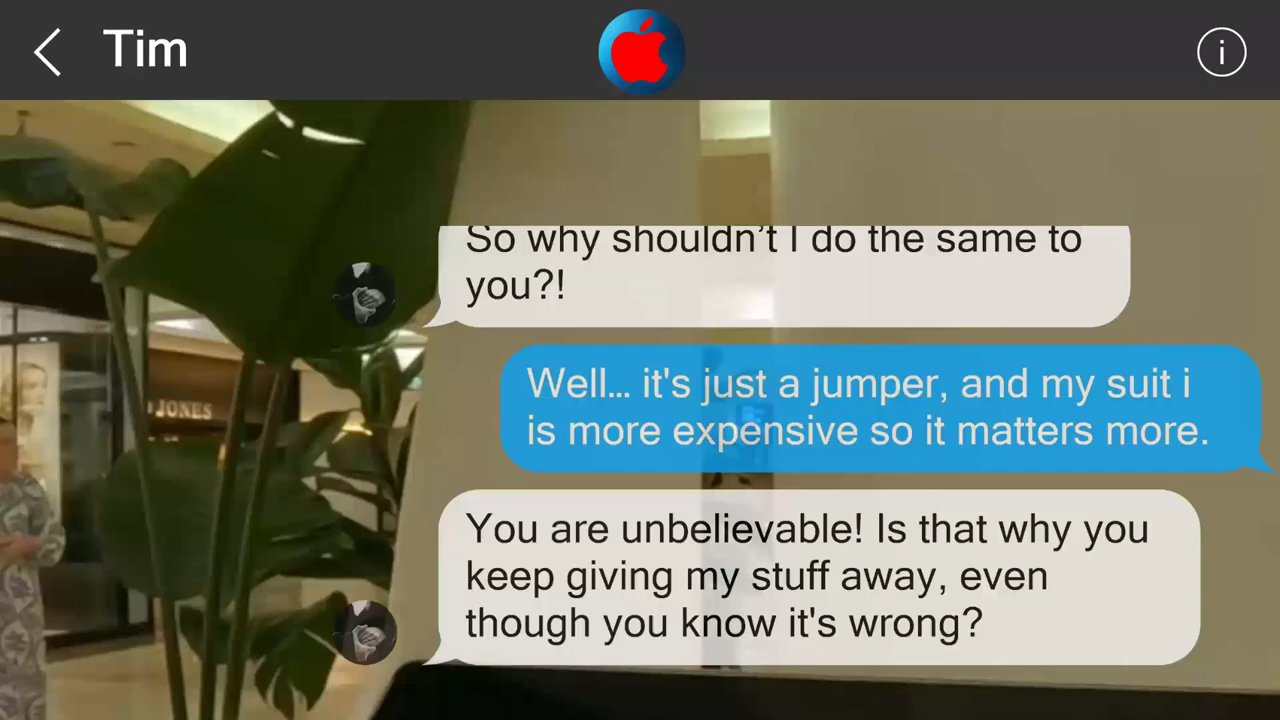 Tim
i
So why shouldn’t I do the same to
you?!
Well... it's just a jumper, and my suit i
is more expensive so it matters more.
You are unbelievable! Is that why you
keep giving my stuff away, even
though you know it's wrong?
JONES